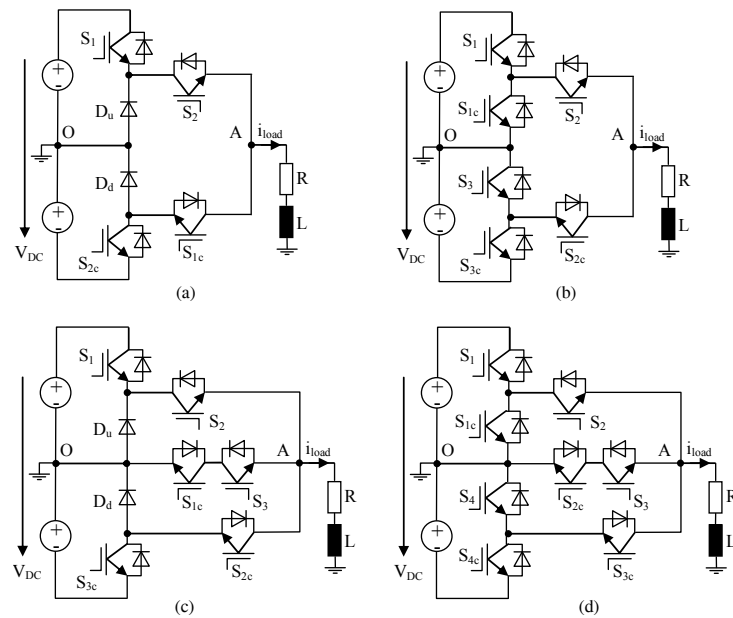 S1
S2
Du
O
A
iload
Dd
R
L
VDC
S1c
S2c
(a)
S1
S1c
S2
O
A
iload
S3
R
L
VDC
S2c
S3c
(b)
S1
S2
Du
O
A
iload
S1c
S3
Dd
R
L
VDC
S2c
S3c
(c)
S1
S2
S1c
O
A
iload
S2c
S3
S4
R
L
VDC
S3c
S4c
(d)